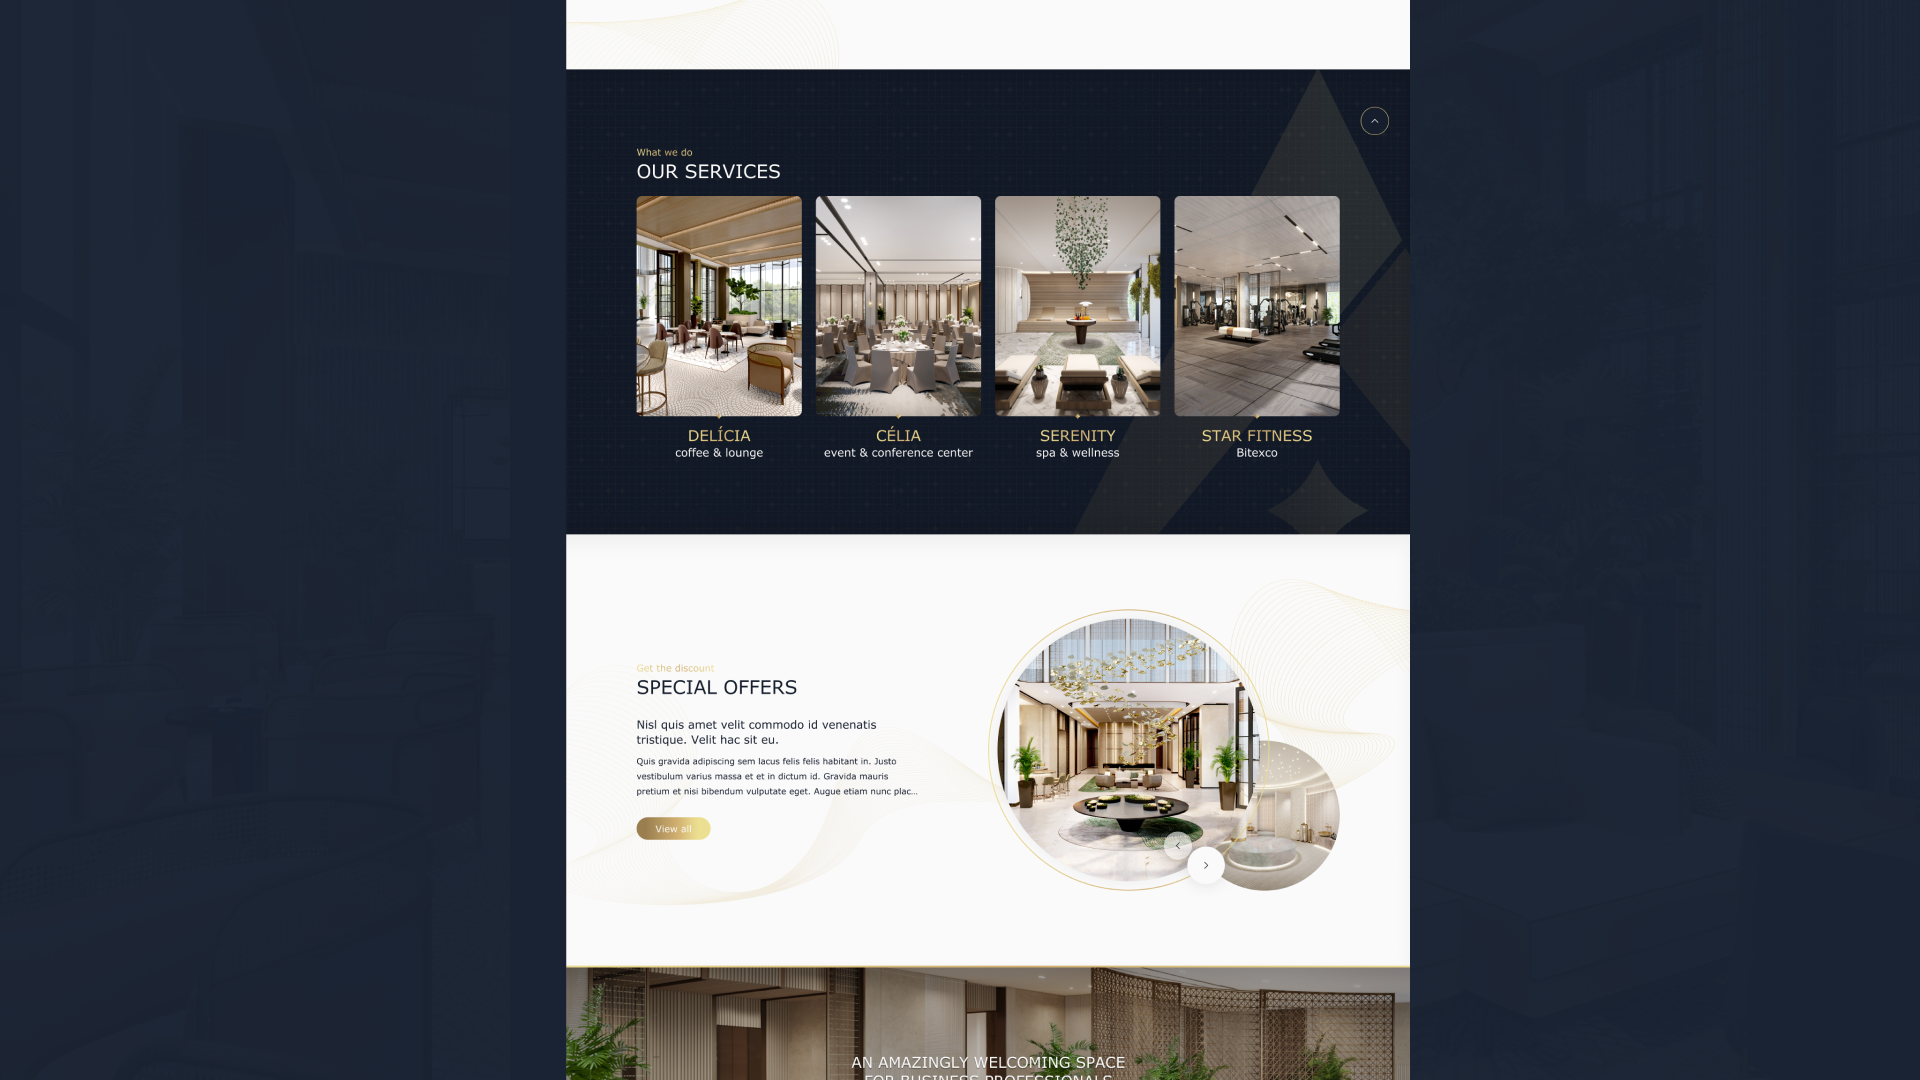 What we do
OUR SERVICES
DELÍCIA
coffee & lounge
CÉLIA
event & conference center
SERENITY
spa & wellness
STAR FITNESS
Bitexco
Get the discount
SPECIAL OFFERS
Nisl quis amet velit commodo id venenatis
tristique. Velit hac sit eu.
Quis gravida adipiscing sem lacus felis felis habitant in. Justo
vestibulum varius massa et et in dictum id. Gravida mauris
pretium et nisi bibendum vulputate eget. Augue etiam nunc plac...
View all
AN AMAZINGLY WELCOMING SPACE
FOR BUSINESS PROFESSIONALS